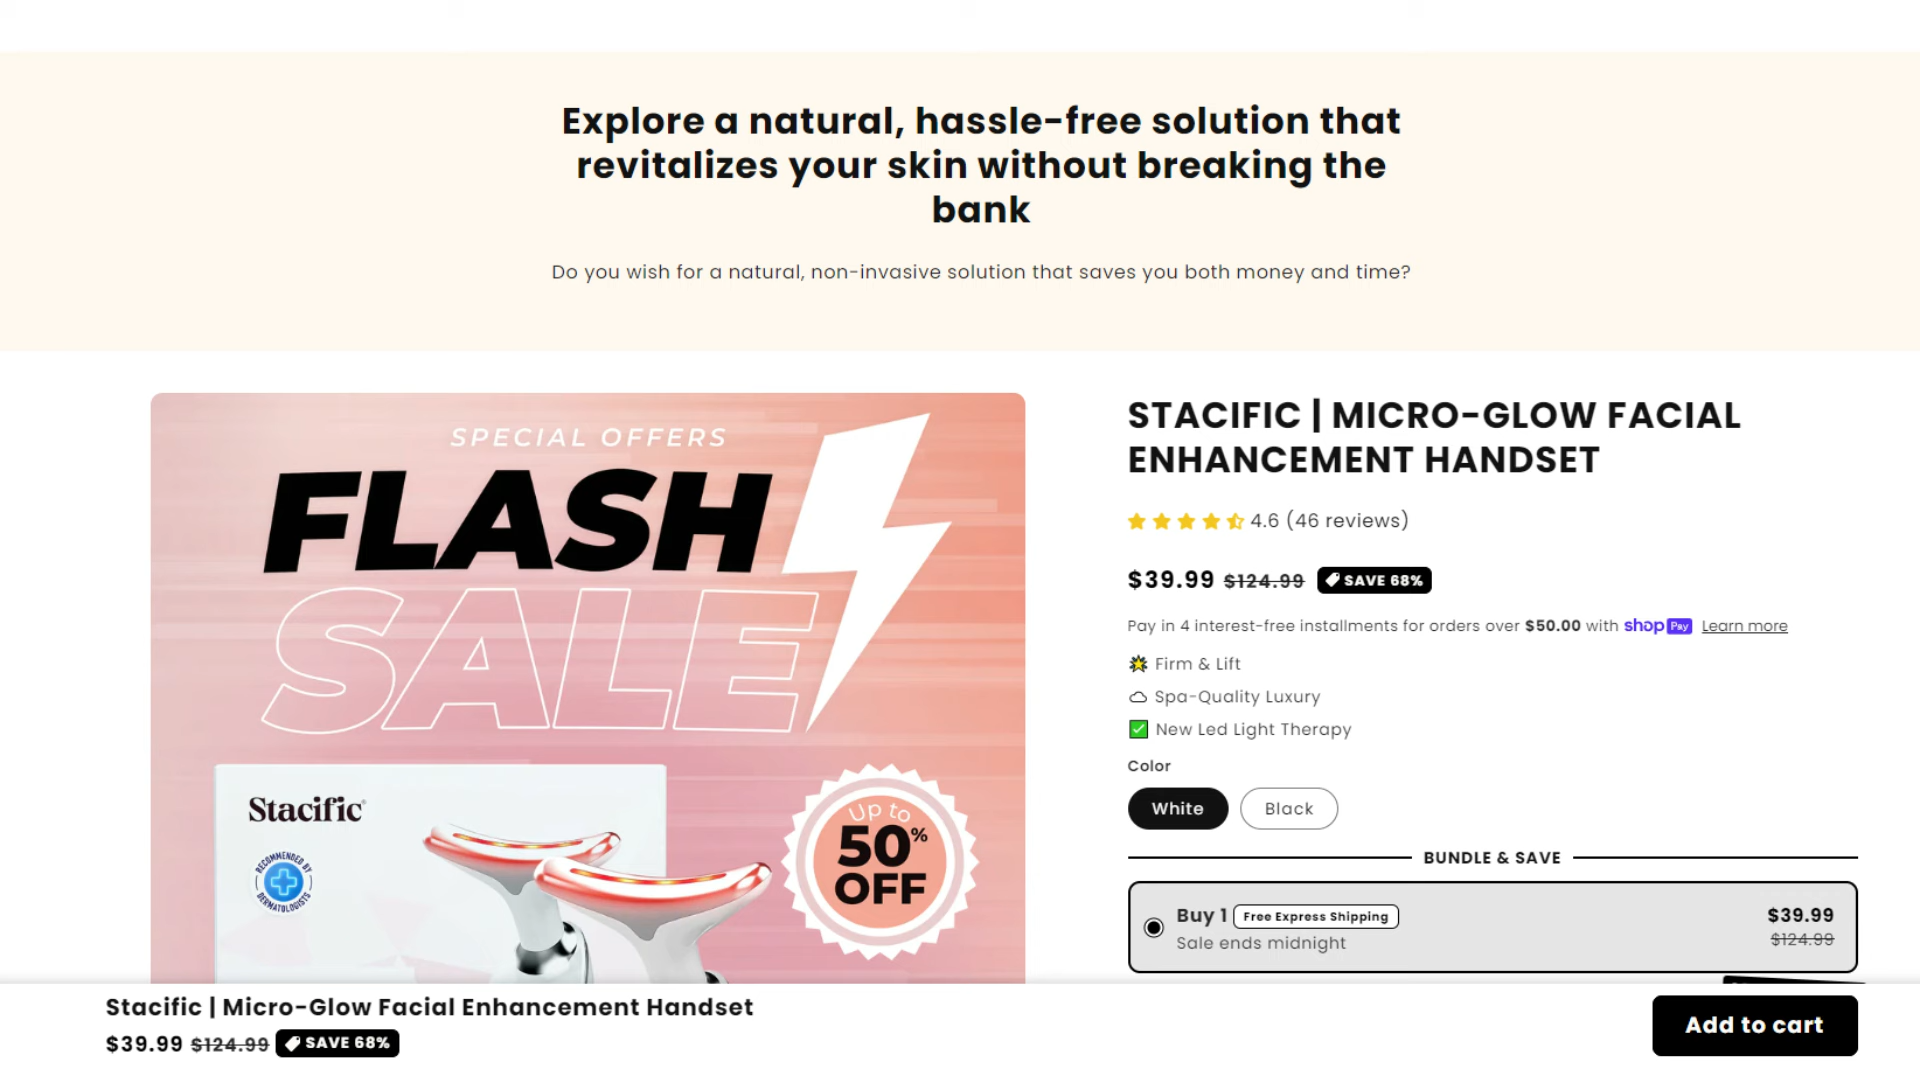 Explore a natural, hassle-free solution that
revitalizes your skin without breaking the
bank
Do you wish for a natural, non-invasive solution that saves you both money and time?
SPECIAL OFFERS
FLASH
SALE
Stacific
RECOMMENDED BY
DERMATOLOGISTS
Up to
50%
OFF
STACIFIC | MICRO-GLOW FACIAL
ENHANCEMENT HANDSET
4.6 (46 reviews)
$39.99 $124.99 SAVE 68%
Pay in 4 interest-free installments for orders over $50.00 with shop Pay Learn more
Firm & Lift
Spa-Quality Luxury
New Led Light Therapy
Color
White
Black
BUNDLE & SAVE
Buy 1 Free Express Shipping
$39.99
Sale ends midnight
$124.99
Stacific | Micro-Glow Facial Enhancement Handset
$39.99 $124.99 SAVE 68%
Add to cart